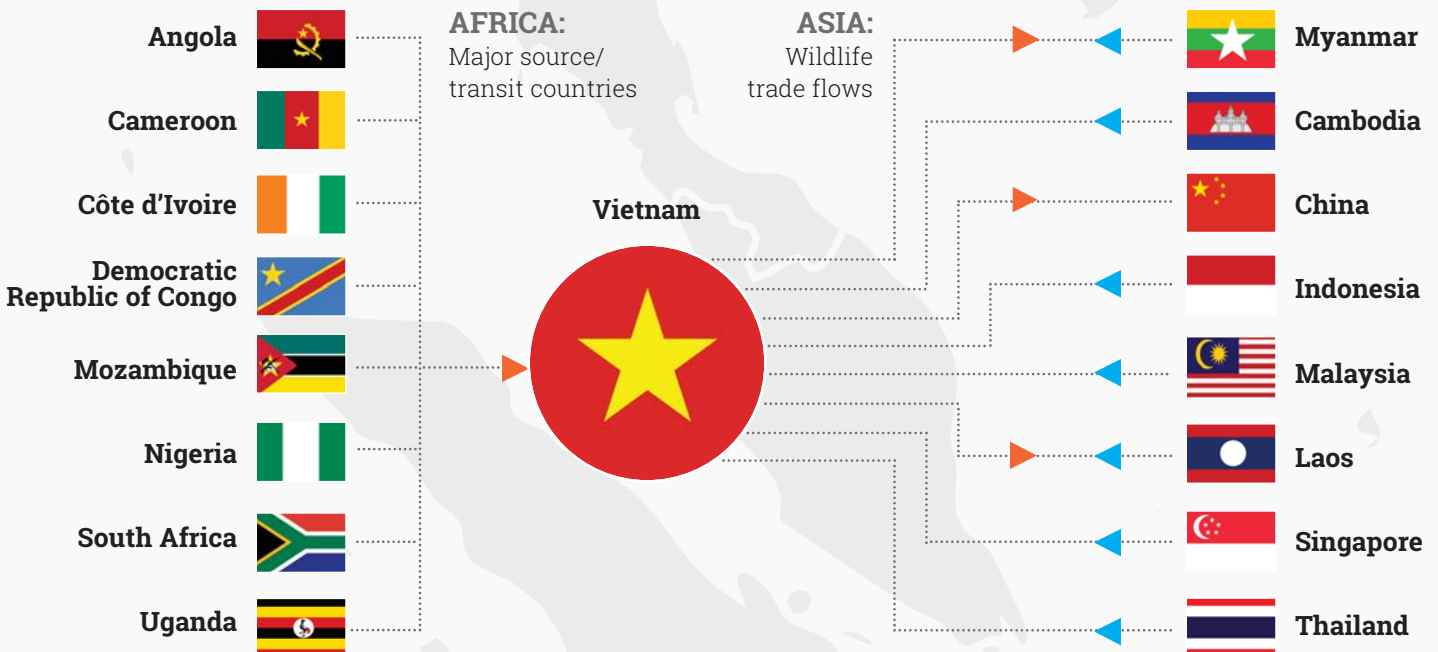 Angola
Cameroon
Côte d’Ivoire
Democratic
Republic of Congo
Mozambique
Nigeria
South Africa
Uganda
AFRICA:
Major source/
transit countries
Vietnam
ASIA:
Wildlife
trade flows
Myanmar
Cambodia
China
Indonesia
Malaysia
Laos
Singapore
Thailand